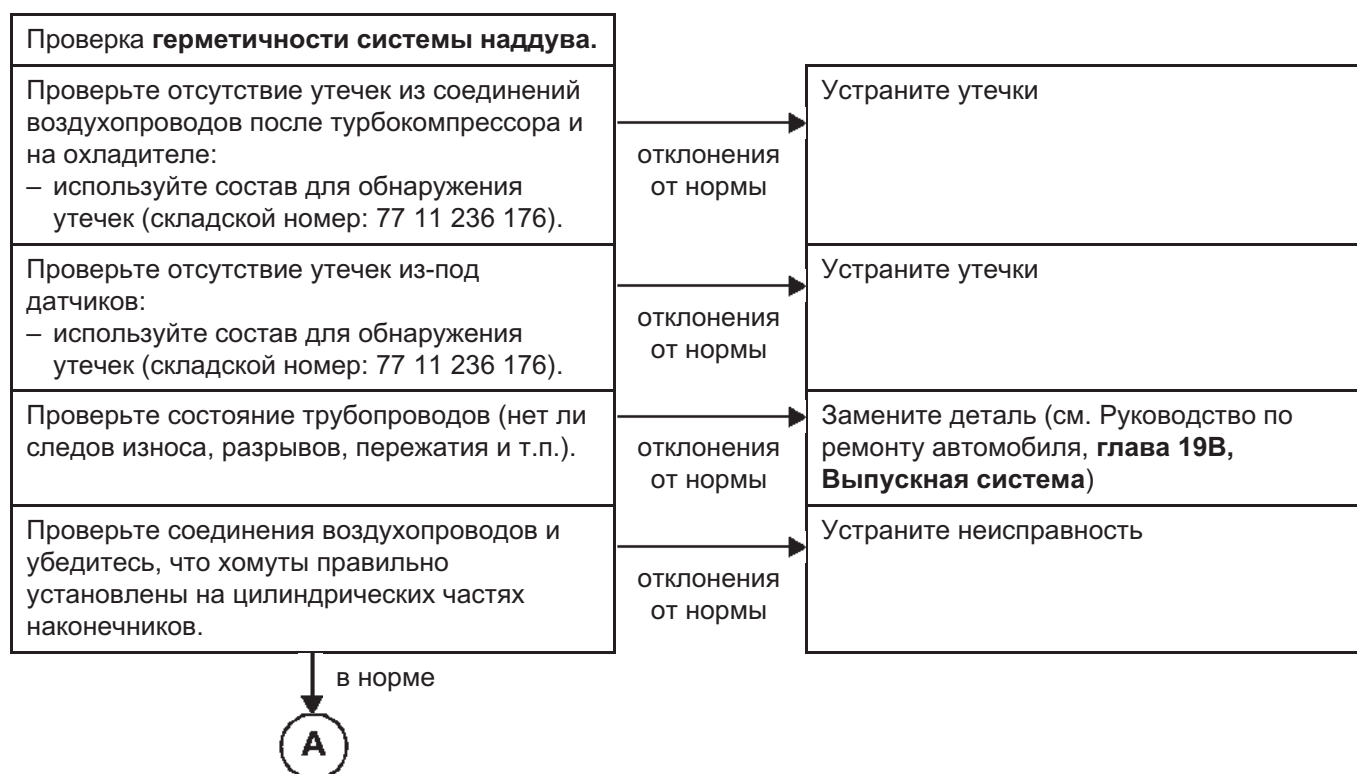 Проверка герметичности системы наддува.
Проверьте отсутствие утечек из соединений
воздухопроводов после турбокомпрессора и
на охладителе:
– используйте состав для обнаружения
утечек (складской номер: 77 11 236 176).
отклонения
от нормы
Устраните утечки
Проверьте отсутствие утечек из-под
датчиков:
– используйте состав для обнаружения
утечек (складской номер: 77 11 236 176).
отклонения
от нормы
Устраните утечки
Проверьте состояние трубопроводов (нет ли
следов износа, разрывов, пережатия и т.п.).
отклонения
от нормы
Замените деталь (см. Руководство по
ремонту автомобиля, глава 19В,
Выпускная система)
Проверьте соединения воздухопроводов и
убедитесь, что хомуты правильно
установлены на цилиндрических частях
наконечников.
отклонения
от нормы
Устраните неисправность
в норме
А